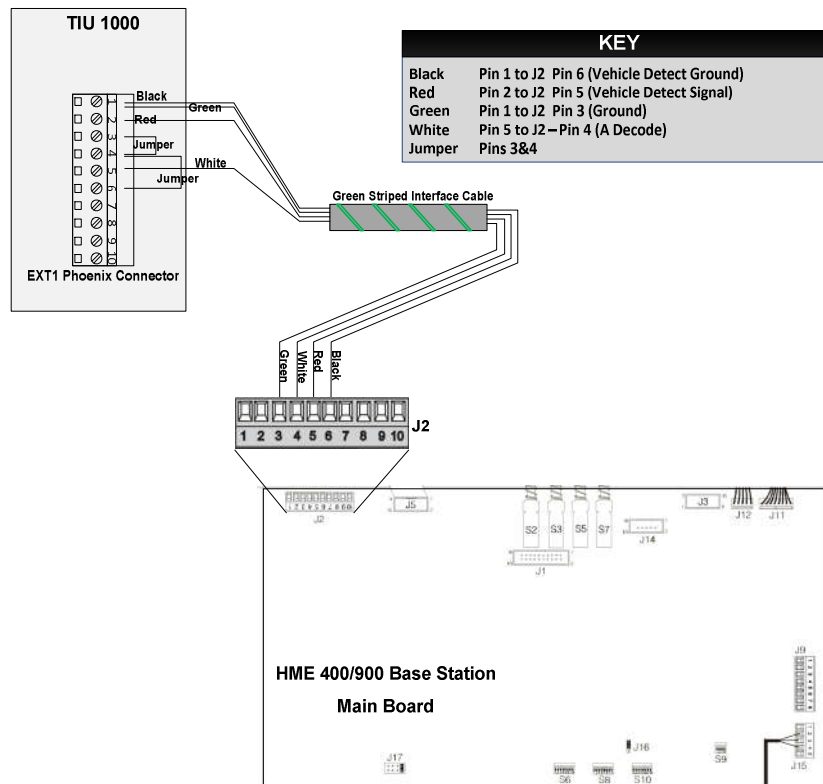 TIU 1000
KEY
Black Pin 1 to J2 Pin 6 (Vehicle Detect Ground)
Red Pin 2 to J2 Pin 5 (Vehicle Detect Signal)
Green Pin 1 to J2 Pin 3 (Ground)
White Pin 5 to J2 – Pin 4 (A Decode)
Jumper Pins 3&4
Black
Green
Red
Jumper
White
Jumper
1
2
3
4
5
6
7
8
9
10
EXT1 Phoenix Connector
Green Striped Interface Cable
Green
White
Red
Black
J2
1 2 3 4 5 6 7 8 9 10
J2
J5
S2
S3
S5
S7
J3
J12
J11
J14
J1
HME 400/900 Base Station
Main Board
J9
J16
S9
J15
J17
S6
S8
S10